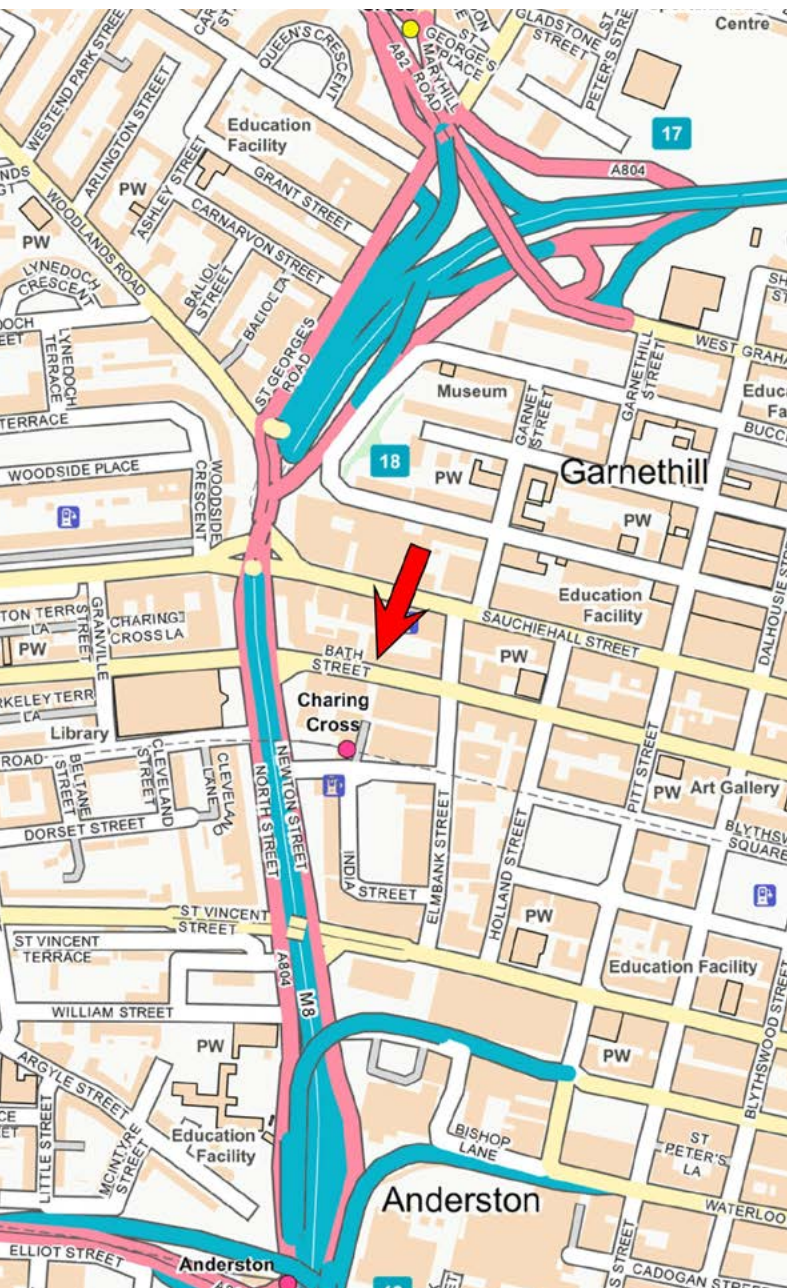 Centre
GLADSTONE
STREET
ST
GEORGE'S
PLACE
PETER'S STRE
QUEEN'S CRESCENT
A82
MARYHILL
ROAD
WESTEND PARK STREET
ARLINGTON STREET
Education
Facility
17
A804
ASHLEY STREET
GRANT STREET
PW
CARNARVON STREET
PW
WOODLANDS ROAD
LYNEDOCH
CRESCENT
BALIOL
STREET
BALIOL LA
ST GEORGE'S
ROAD
LYNEDOCH
TERRACE
TERRACE
GARNETHILL
STREET
WEST GRAHA
Museum
GARNET
STREET
Educa
Fa
BUCC
WOODSIDE PLACE
WOODSIDE
CRESCENT
18
PW
Garnethill
PW
DALHOUSIE STR
Education
Facility
SAUCHIEHALL STREET
TON TERR
LA
PW
GRANVILLE
STREET
CHARING
CROSS LA
BATH
STREET
PW
RKELEY TERR
LA
Library
Charing
Cross
ROAD
BELTANE
STREET
CLEVELAND
STREET
CLEVELAND
LANE
NEWTON STREET
NORTH STREET
PITT STREET
PW
Art Gallery
DORSET STREET
BLYTHSW
SQUARE
INDIA
STREET
ELMBANK STREET
HOLLAND STREET
ST VINCENT
STREET
PW
ST VINCENT
TERRACE
A804
Education Facility
M8
WILLIAM STREET
BLYTHSWOOD STREET
PW
PW
ARGYLE STREET
LITTLE STREET
MCINTYRE
STREET
Education
Facility
BISHOP
LANE
ST
PETER'S
LA
Anderston
WATERLOO
ELLIOT STREET
Anderston
S STREET
CADOGAN STREET